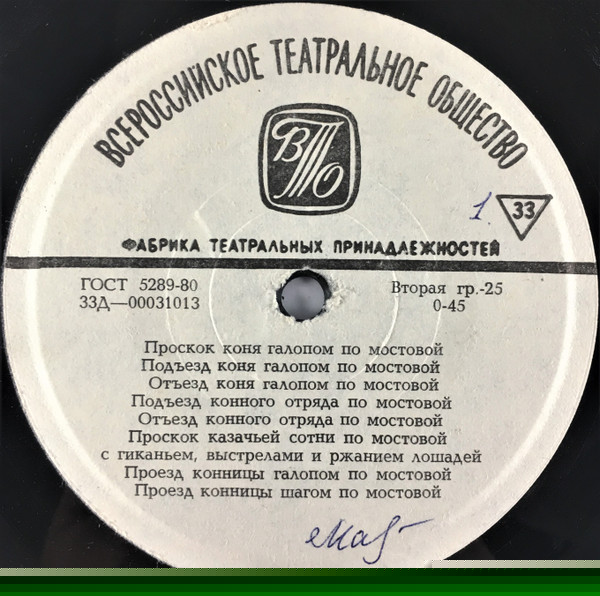 ВСЕРОССИЙСКОЕ ТЕАТРАЛЬНОЕ ОБЩЕСТВО
ВТО
1
33
ФАБРИКА ТЕАТРАЛЬНЫХ ПРИНАДЛЕЖНОСТЕЙ
ГОСТ 5289-80
33Д—00031013
Вторая гр.-25
0-45
Проскок коня галопом по мостовой
Подъезд коня галопом по мостовой
Отъезд коня галопом по мостовой
Подъезд конного отряда по мостовой
Отъезд конного отряда по мостовой
Проскок казачьей сотни по мостовой
с гиканьем, выстрелами и ржанием лошадей
Проезд конницы галопом по мостовой
Проезд конницы шагом по мостовой